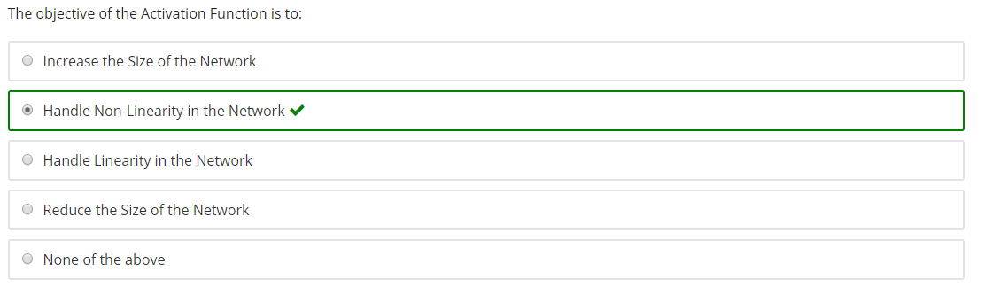 The objective of the Activation Function is to:
Increase the Size of the Network
Handle Non-Linearity in the Network
Handle Linearity in the Network
Reduce the Size of the Network
None of the above